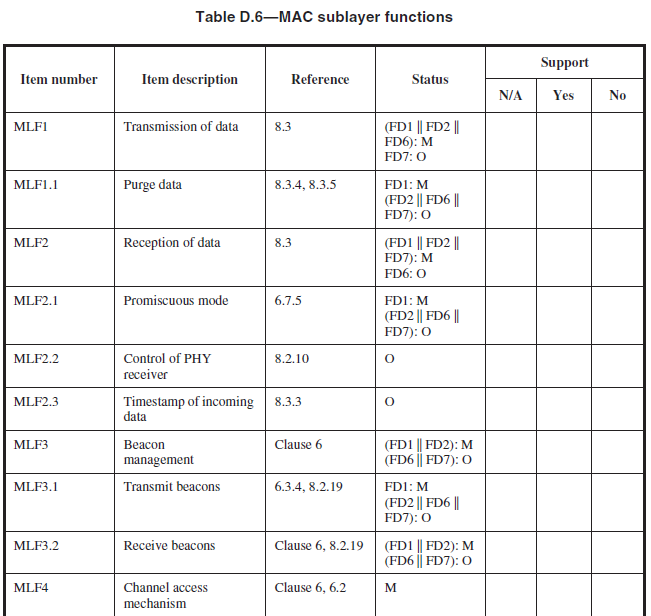 Table D.6—MAC sublayer functions
Item number Item description Reference Status Support
N/A Yes No
MLF1 Transmission of data 8.3 (FD1 || FD2 ||
FD6): M
FD7: O
MLF1.1 Purge data 8.3.4, 8.3.5 FD1: M
(FD2 || FD6 ||
FD7): O
MLF2 Reception of data 8.3 (FD1 || FD2 ||
FD7): M
FD6: O
MLF2.1 Promiscuous mode 6.7.5 FD1: M
(FD2 || FD6 ||
FD7): O
MLF2.2 Control of PHY 8.2.10 O
receiver
MLF2.3 Timestamp of incoming 8.3.3 O
data
MLF3 Beacon Clause 6 (FD1 || FD2): M
management (FD6 || FD7): O
MLF3.1 Transmit beacons 6.3.4, 8.2.19 FD1: M
(FD2 || FD6 ||
FD7): O
MLF3.2 Receive beacons Clause 6, 8.2.19 (FD1 || FD2): M
(FD6 || FD7): O
MLF4 Channel access Clause 6, 6.2 M
mechanism